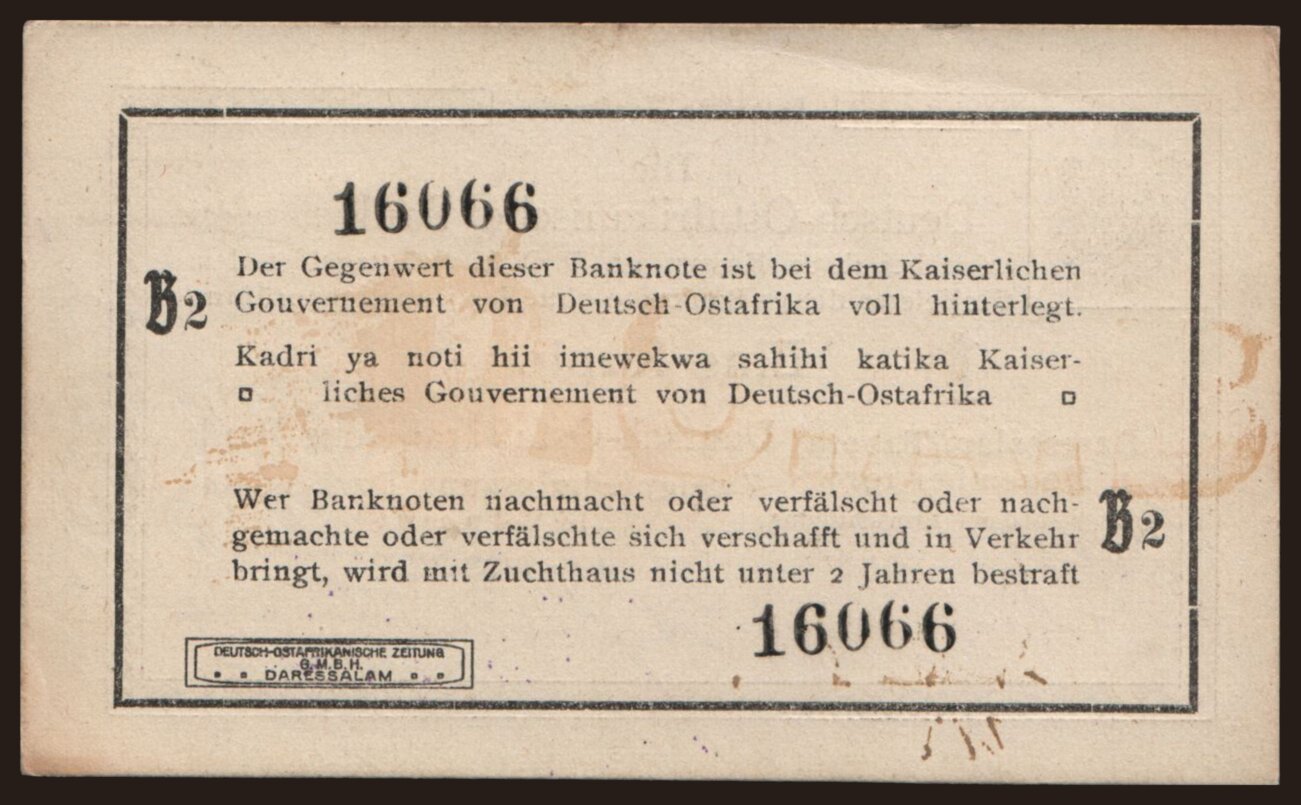 16066
B2
Der Gegenwert dieser Banknote ist bei dem Kaiserlichen
Gouvernement von Deutsch-Ostafrika voll hinterlegt.
Kadri ya noti hii imewekwa sahihi katika Kaiser-
liches Gouvernement von Deutsch-Ostafrika
Wer Banknoten nachmacht oder verfälscht oder nach-
gemachte oder verfälschte sich verschafft und in Verkehr
bringt, wird mit Zuchthaus nicht unter 2 Jahren bestraft
B2
16066
DEUTSCH-OSTAFRIKANISCHE ZEITUNG
G.M.B.H.
DARESSALAM